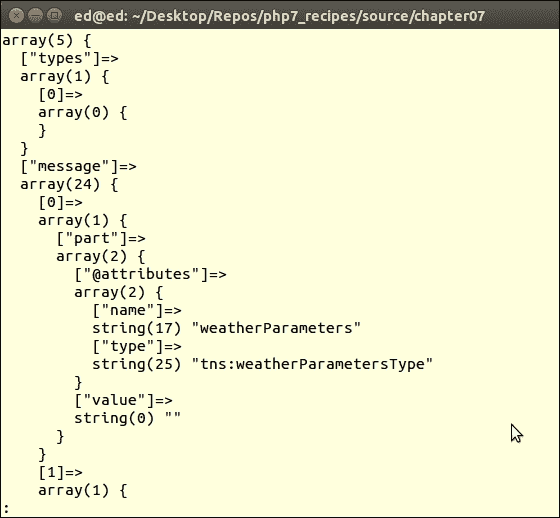 ed@ed: ~/Desktop/Repos/php7_recipes/source/chapter07
array(5) {
  ["types"]=>
  array(1) {
    [0]=>
    array(0) {
    }
  }
  ["message"]=>
  array(24) {
    [0]=>
    array(1) {
      ["part"]=>
      array(2) {
        ["@attributes"]=>
        array(2) {
          ["name"]=>
          string(17) "weatherParameters"
          ["type"]=>
          string(25) "tns:weatherParametersType"
        }
        ["value"]=>
        string(0) ""
      }
    }
    [1]=>
    array(1) {
: